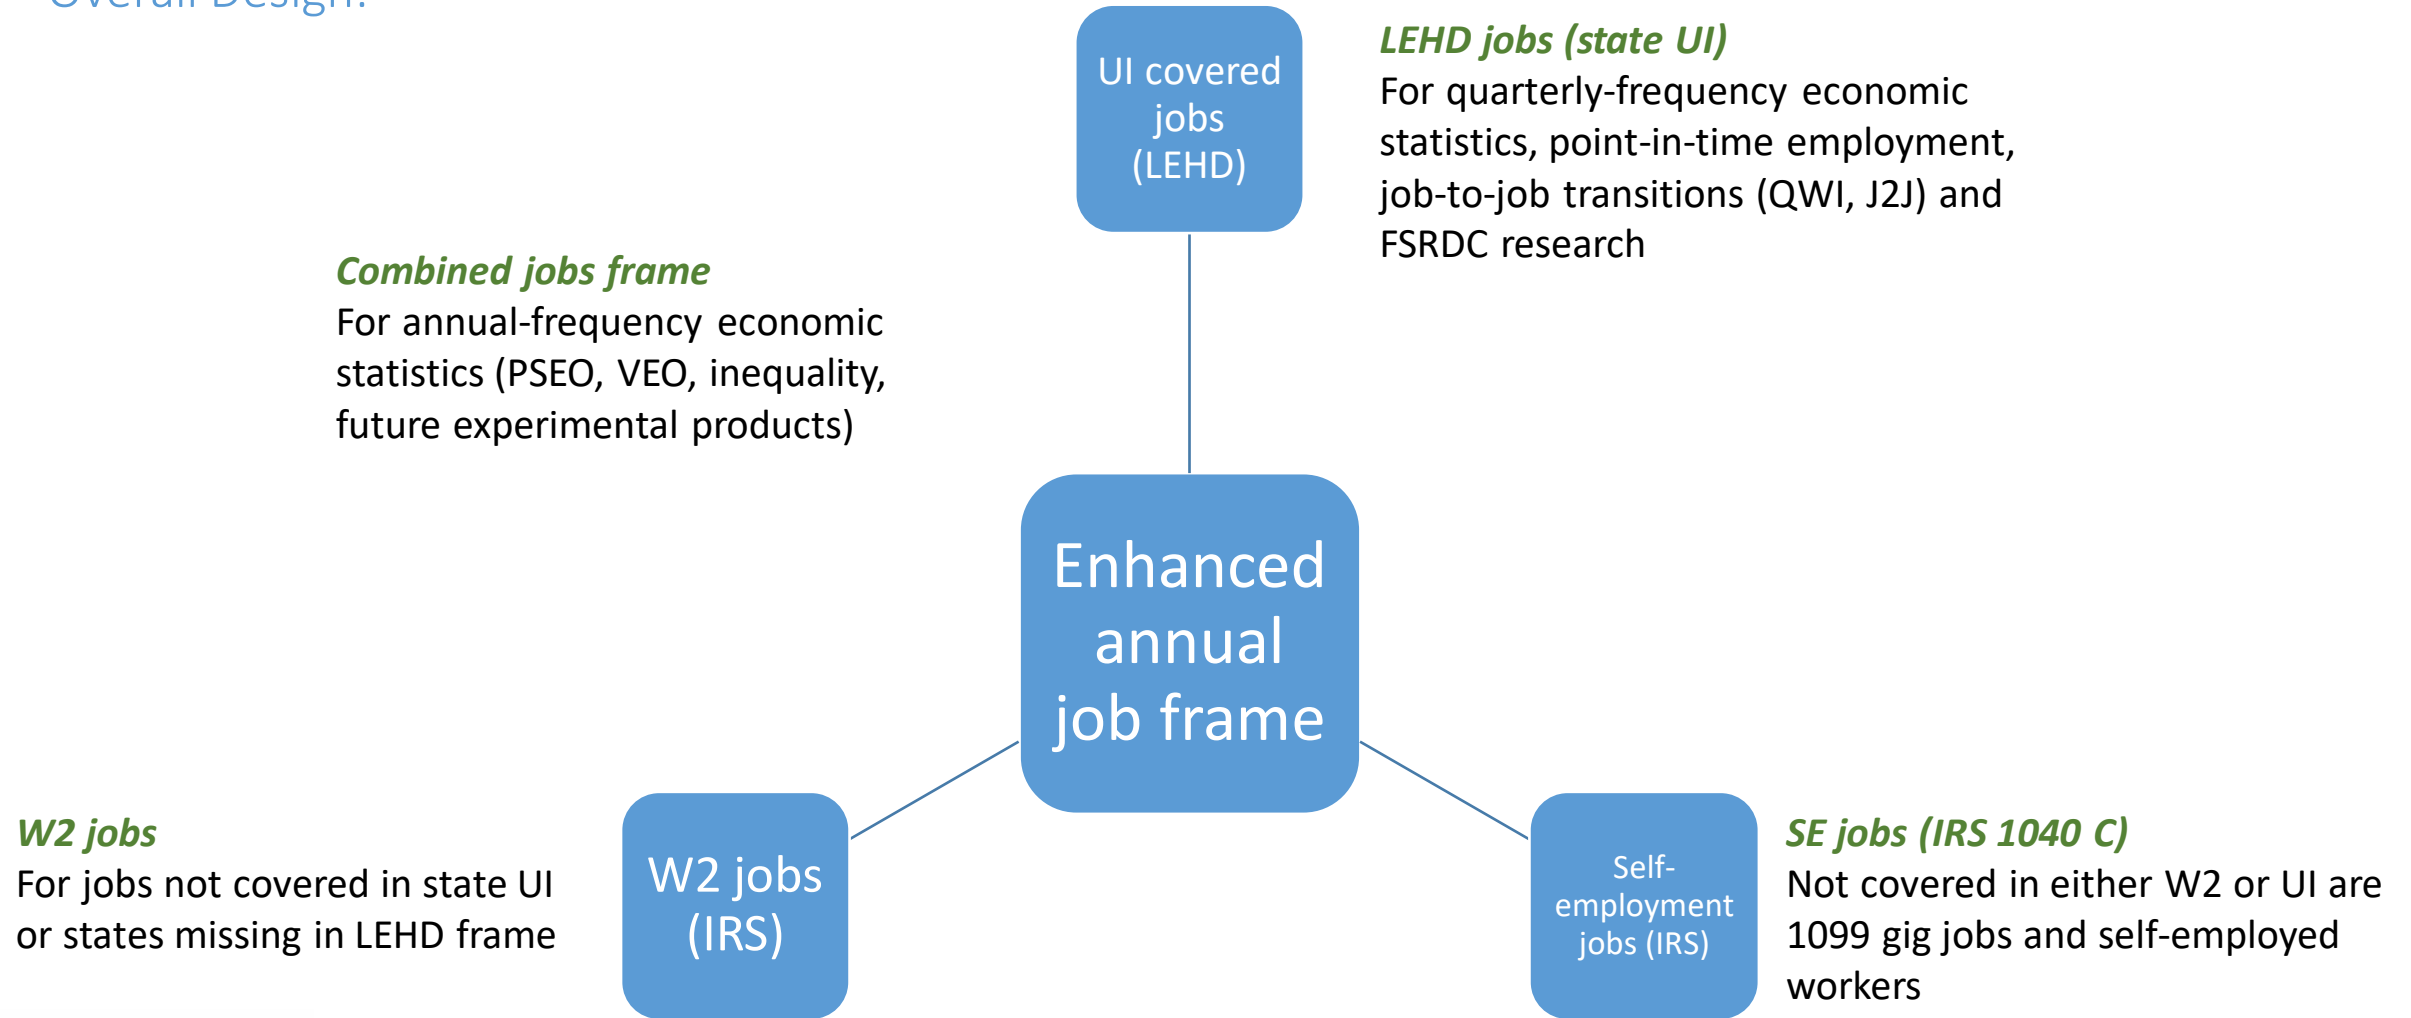 Overall Design:
UI covered
jobs
(LEHD)
LEHD jobs (state UI)
For quarterly-frequency economic
statistics, point-in-time employment,
job-to-job transitions (QWI, J2J) and
FSRDC research
Combined jobs frame
For annual-frequency economic
statistics (PSEO, VEO, inequality,
future experimental products)
Enhanced
annual
job frame
W2 jobs
For jobs not covered in state UI
or states missing in LEHD frame
W2 jobs
(IRS)
Self-
employment
jobs (IRS)
SE jobs (IRS 1040 C)
Not covered in either W2 or UI are
1099 gig jobs and self-employed
workers